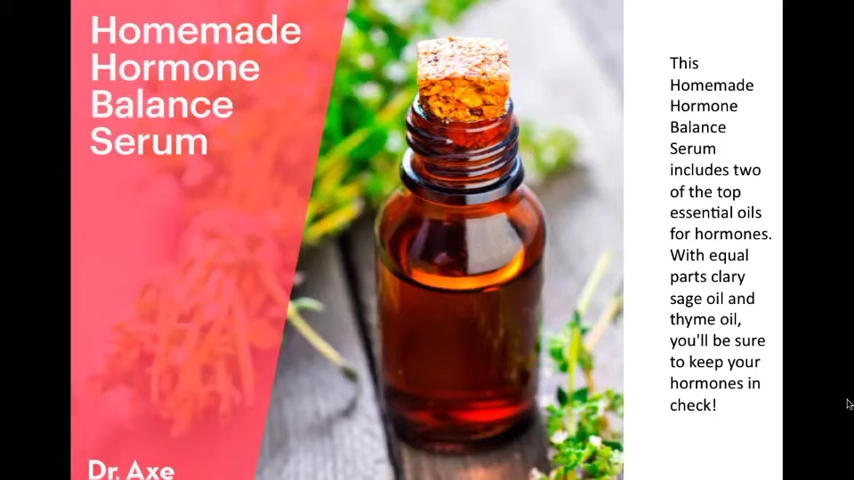 Homemade
Hormone
Balance
Serum
Dr. Axe
This
Homemade
Hormone
Balance
Serum
includes two
of the top
essential oils
for hormones.
With equal
parts clary
sage oil and
thyme oil,
you'll be sure
to keep your
hormones in
check!